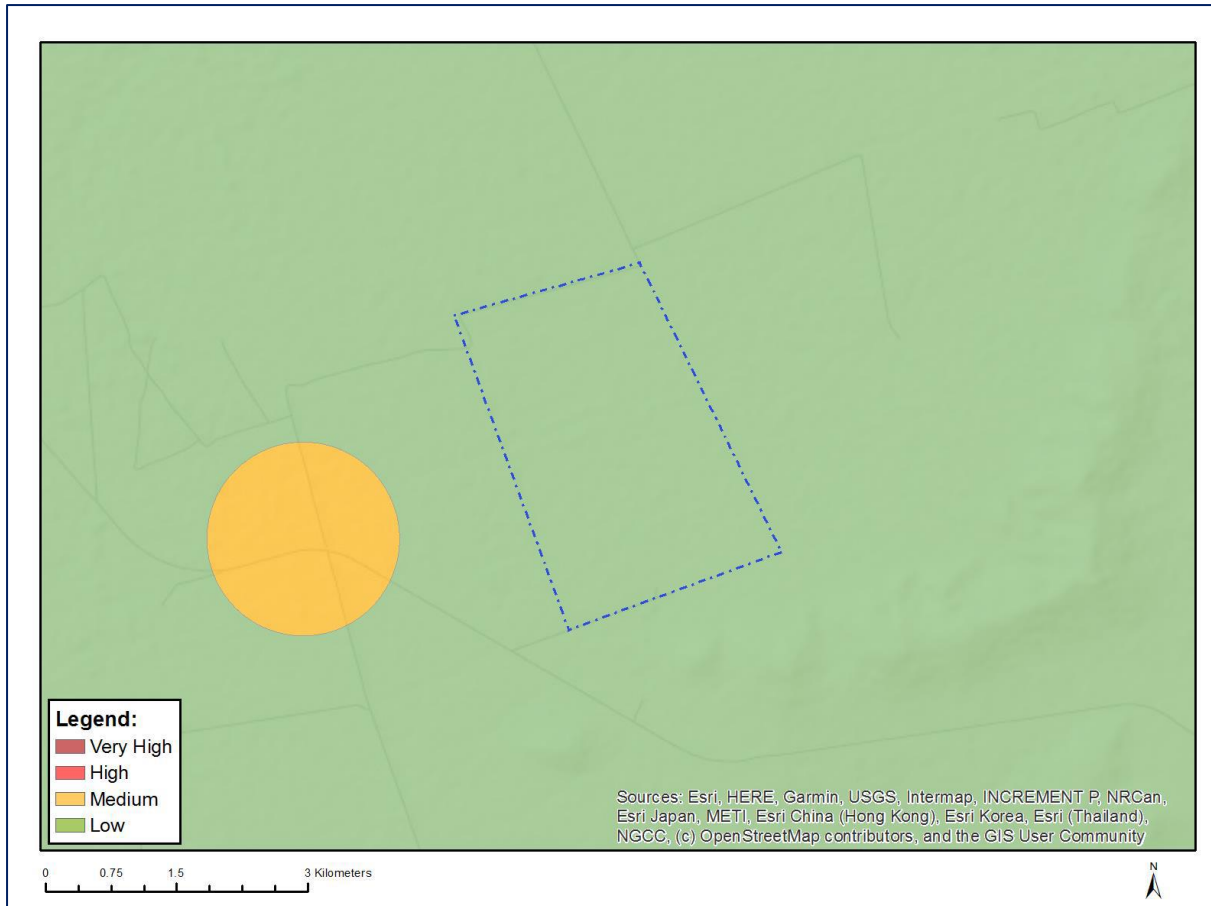 Legend:
Very High
High
Medium
Low
Sources: Esri, HERE, Garmin, USGS, Intermap, INCREMENT P, NRCan,
Esri Japan, METI, Esri China (Hong Kong), Esri Korea, Esri (Thailand),
NGCC, (c) OpenStreetMap contributors, and the GIS User Community
0 0.75 1.5 3 Kilometers
N